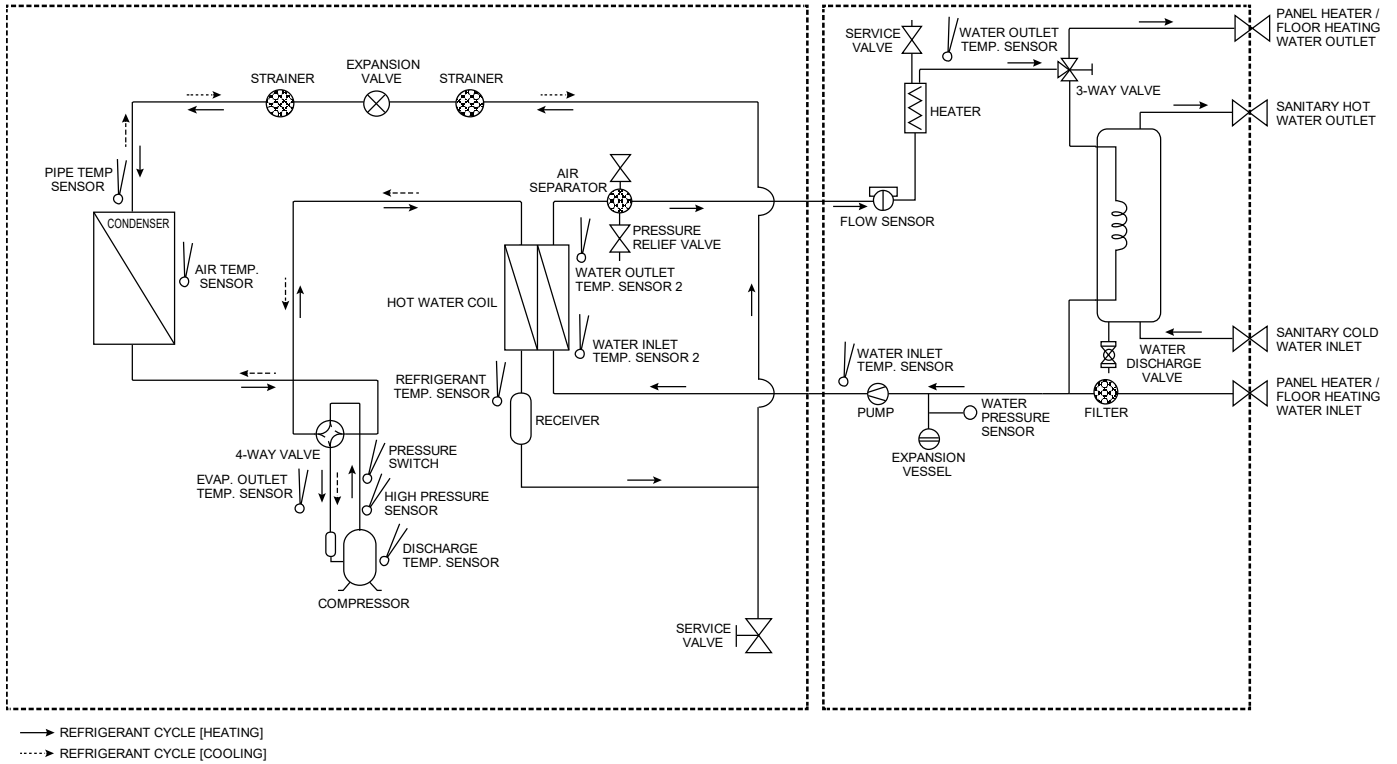 PANEL HEATER /
FLOOR HEATING
WATER OUTLET
SERVICE
VALVE
WATER OUTLET
TEMP. SENSOR
3-WAY VALVE
HEATER
SANITARY HOT
WATER OUTLET
STRAINER
EXPANSION
VALVE
STRAINER
PIPE TEMP
SENSOR
CONDENSER
AIR TEMP.
SENSOR
AIR
SEPARATOR
PRESSURE
RELIEF VALVE
FLOW SENSOR
WATER OUTLET
TEMP. SENSOR 2
HOT WATER COIL
WATER INLET
TEMP. SENSOR 2
REFRIGERANT
TEMP. SENSOR
RECEIVER
WATER INLET
TEMP. SENSOR
PUMP
WATER
PRESSURE
SENSOR
EXPANSION
VESSEL
WATER
DISCHARGE
VALVE
FILTER
SANITARY COLD
WATER INLET
PANEL HEATER /
FLOOR HEATING
WATER INLET
4-WAY VALVE
PRESSURE
SWITCH
EVAP. OUTLET
TEMP. SENSOR
HIGH PRESSURE
SENSOR
DISCHARGE
TEMP. SENSOR
COMPRESSOR
SERVICE
VALVE
REFRIGERANT CYCLE [HEATING]
REFRIGERANT CYCLE [COOLING]